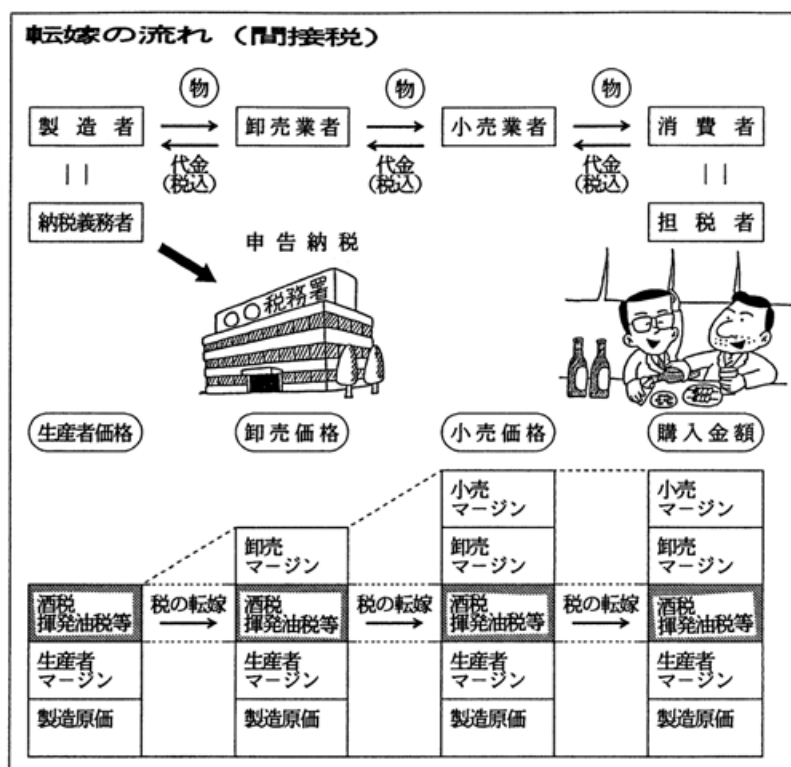 転嫁の流れ(間接税)
物 物 物
製造者 卸売業者 小売業者 消費者
代金 代金 代金
(税込) (税込) (税込)
納税義務者 担税者
申告納税
〇〇税務署
生産者価格 卸売価格 小売価格 購入金額
小売 小売
マージン マージン
卸売 卸売 卸売
マージン マージン マージン
酒税 税の転嫁 酒税 税の転嫁 酒税 税の転嫁 酒税
揮発油税等 揮発油税等 揮発油税等 揮発油税等
生産者 生産者 生産者 生産者
マージン マージン マージン マージン
製造原価 製造原価 製造原価 製造原価